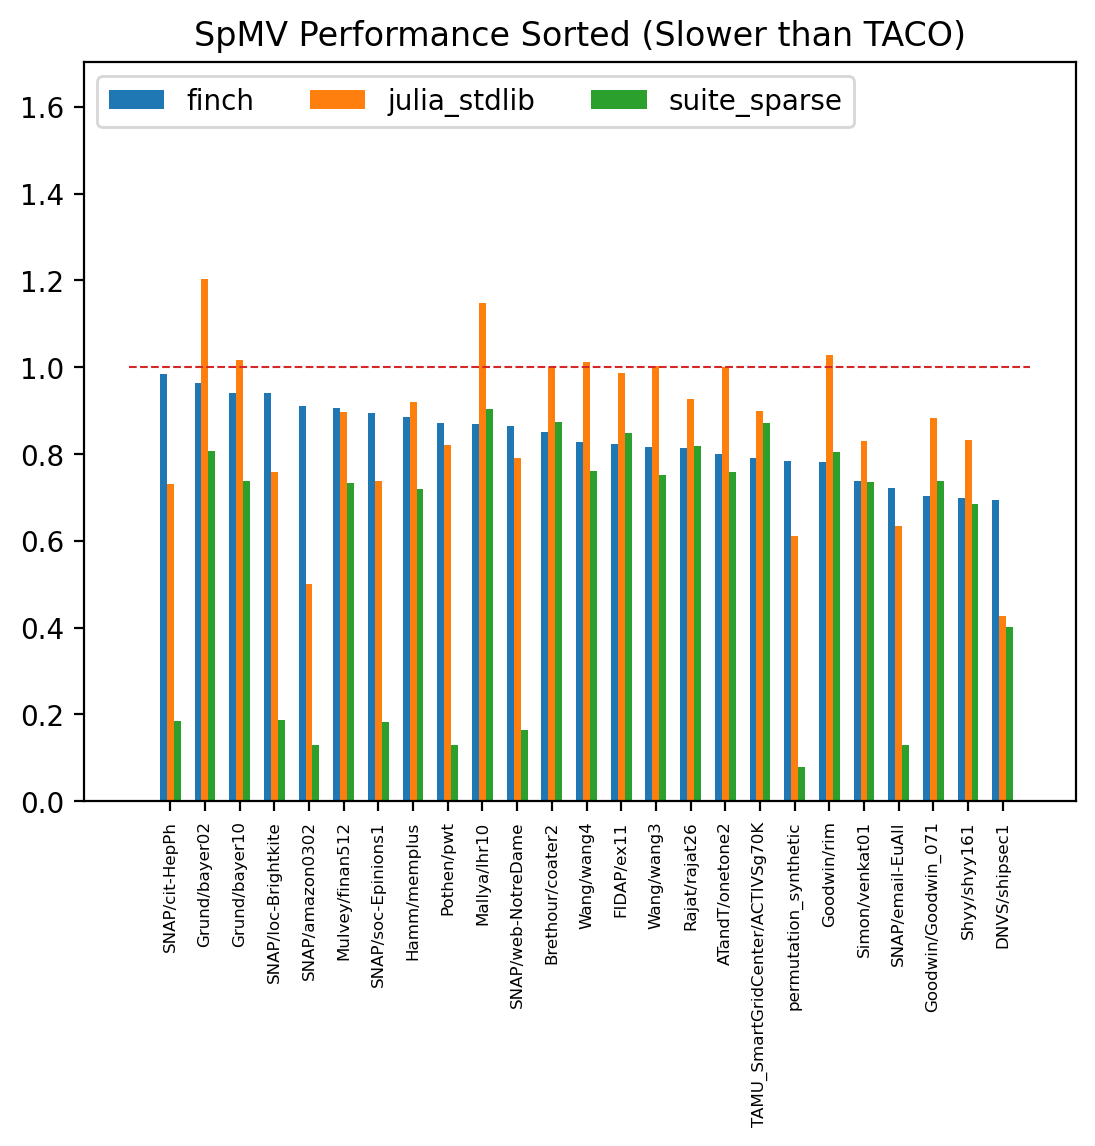 SpMV Performance Sorted (Slower than TACO)
finch julia_stdlib suite_sparse
1.6
1.4
1.2
1.0
0.8
0.6
0.4
0.2
0.0
SNAP/cit-HepPh
Grund/bayer02
Grund/bayer10
SNAP/loc-Brightkite
SNAP/amazon0302
Mulvey/finan512
SNAP/soc-Epinions1
Hamm/memplus
Pothen/pwt
Mallya/lhr10
SNAP/web-NotreDame
Brethour/coater2
Wang/wang4
FIDAP/ex11
Wang/wang3
Rajat/rajat26
ATandT/onetone2
TAMU_SmartGridCenter/ACTIVSg70K
permutation_synthetic
Goodwin/rim
Simon/venkat01
SNAP/email-EuAll
Goodwin/Goodwin_071
Shyy/shyy161
DNVS/shipsec1